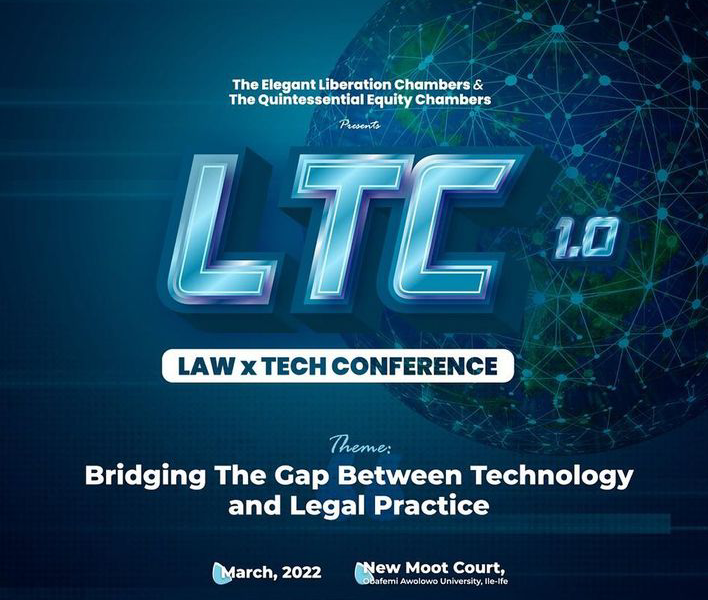 The Elegant Liberation Chambers &
The Quintessential Equity Chambers
Presents
LTC
1.0
LAW x TECH CONFERENCE
Theme:
Bridging The Gap Between Technology
and Legal Practice
March, 2022
New Moot Court,
Obafemi Awolowo University, Ile-Ife